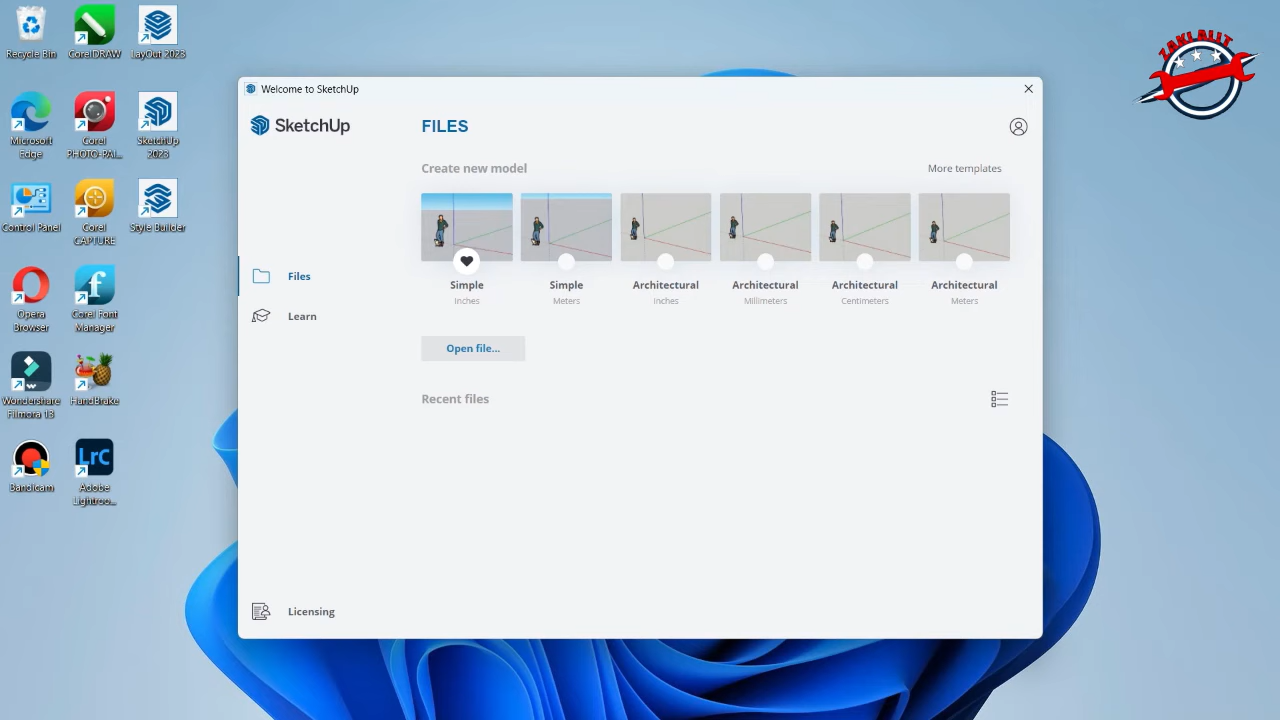 Recycle Bin
CorelDRAW
LayOut 2023
Microsoft
Edge
Corel
PHOTO-PAI...
SketchUp
2023
Control Panel
Corel
CAPTURE
Style Builder
Opera
Browser
Corel Font
Manager
Wondershare
Filmora 13
HandBrake
Bandicam
LrC
Adobe
Lightroo...
ZAKLALIT
Welcome to SketchUp
SketchUp
FILES
Create new model
More templates
Simple
Inches
Simple
Meters
Architectural
Inches
Architectural
Millimeters
Architectural
Centimeters
Architectural
Meters
Files
Learn
Open file...
Recent files
Licensing